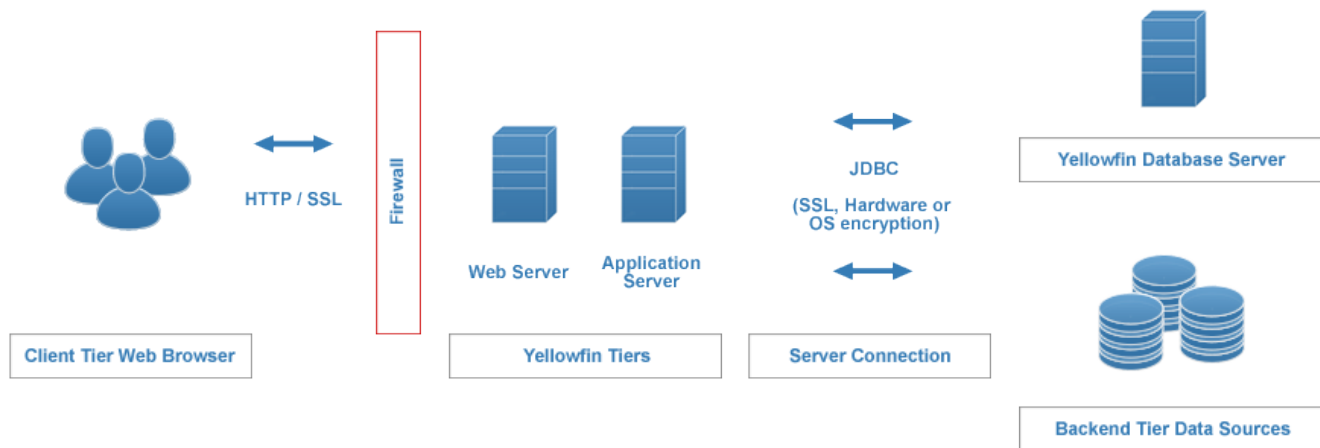 HTTP / SSL
Firewall
Web Server
Application
Server
JDBC
(SSL, Hardware or
OS encryption)
Yellowfin Database Server
Client Tier Web Browser
Yellowfin Tiers
Server Connection
Backend Tier Data Sources